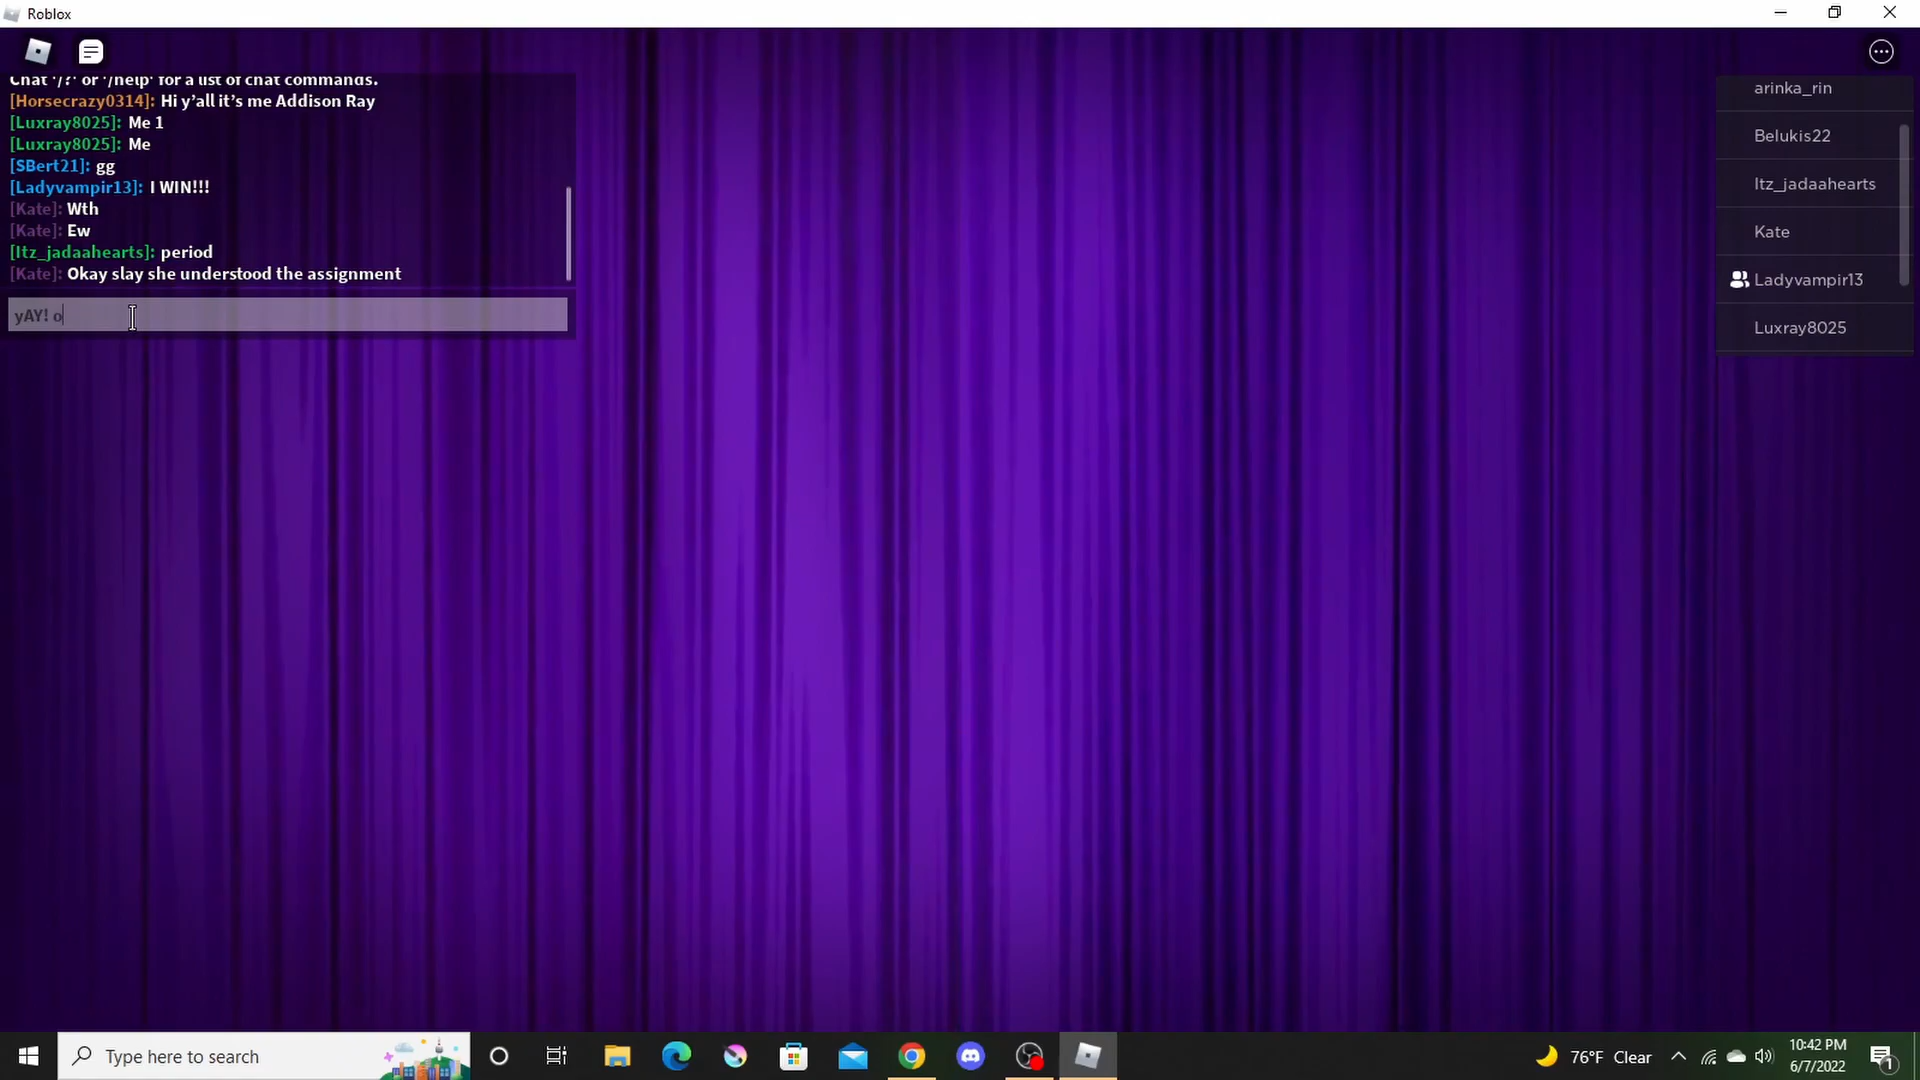 Roblox
Chat '/?' or '/help' for a list of chat commands.
[Horsecrazy0314]: Hi y'all it's me Addison Ray
[Luxray8025]: Me 1
[Luxray8025]: Me
[SBert21]: gg
[Ladyvampir13]: I WIN!!!
[Kate]: Wth
[Kate]: Ew
[Itz_jadaahearts]: period
[Kate]: Okay slay she understood the assignment
yAY! o
arinka_rin
Belukis22
Itz_jadaahearts
Kate
Ladyvampir13
Luxray8025
Type here to search
76°F Clear
10:42 PM
6/7/2022
1